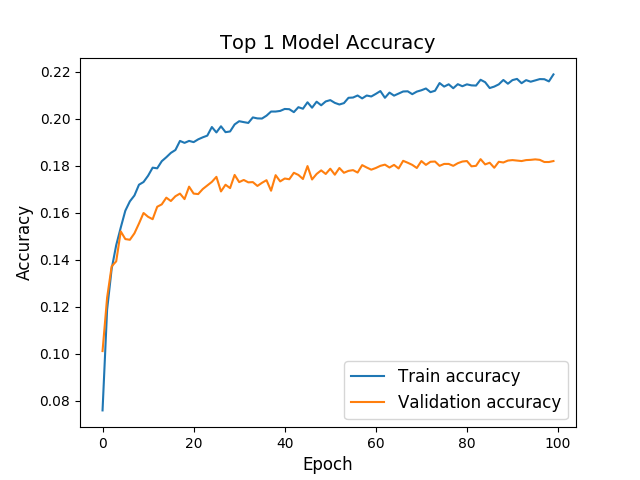 Top 1 Model Accuracy
0.22
0.20
0.18
0.16
0.14
0.12
0.10
0.08
Accuracy
Train accuracy
Validation accuracy
0 20 40 60 80 100
Epoch